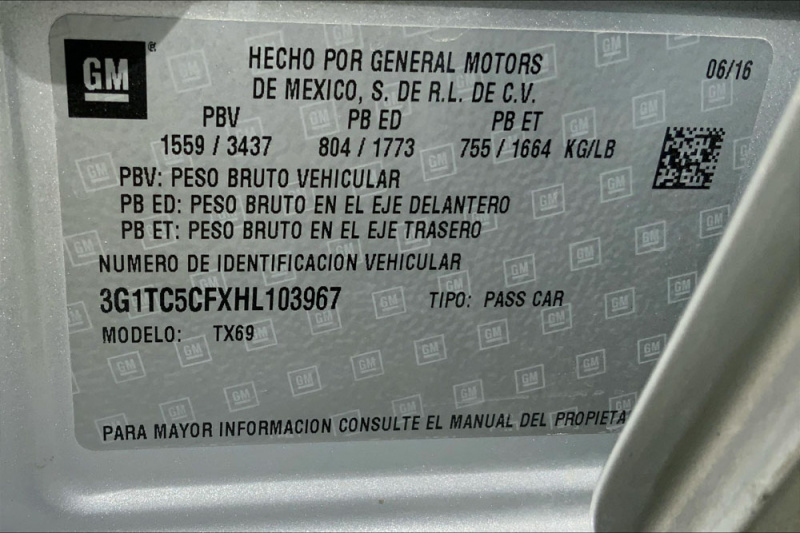 GM
HECHO POR GENERAL MOTORS
DE MEXICO, S. DE R.L. DE C.V.
06/16
PBV PB ED PB ET
1559 / 3437 804 / 1773 755 / 1664 KG/LB
PBV: PESO BRUTO VEHICULAR
PB ED: PESO BRUTO EN EL EJE DELANTERO
PB ET: PESO BRUTO EN EL EJE TRASERO
NUMERO DE IDENTIFICACION VEHICULAR
3G1TC5CFXHL103967 TIPO: PASS CAR
MODELO: TX69
PARA MAYOR INFORMACION CONSULTE EL MANUAL DEL